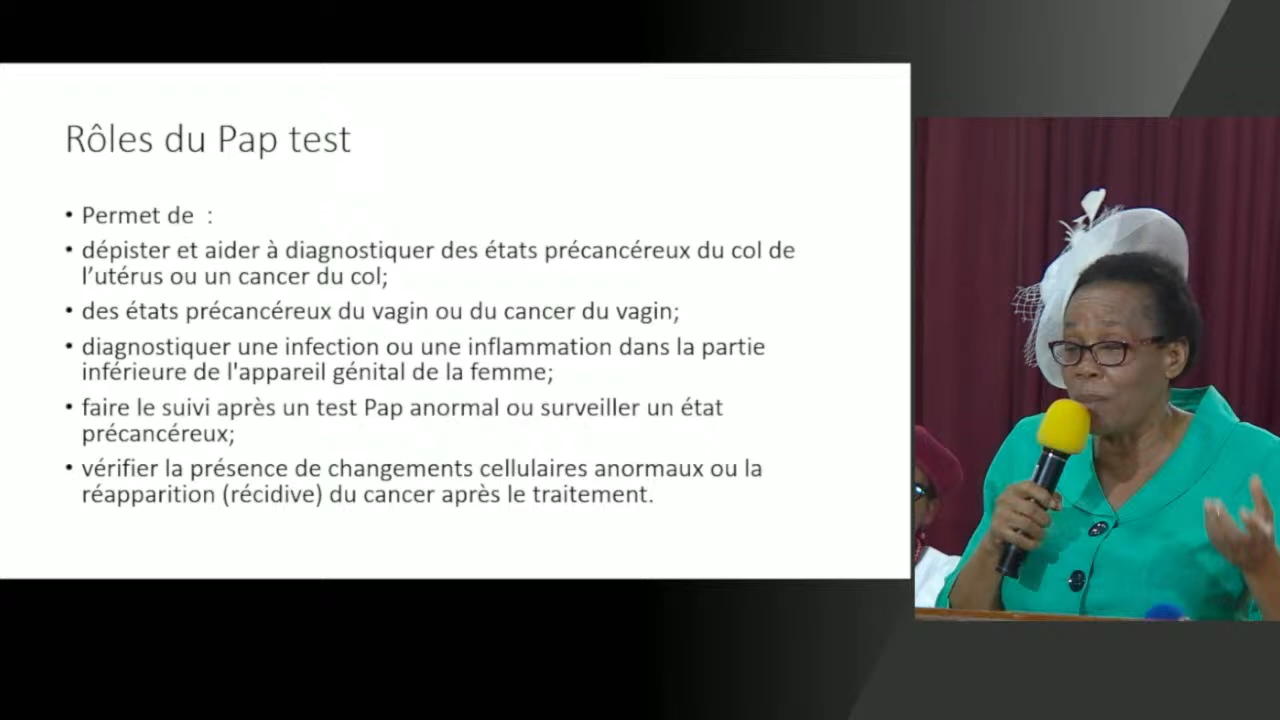 Rôles du Pap test
• Permet de :
• dépister et aider à diagnostiquer des états précancéreux du col de
l’utérus ou un cancer du col;
• des états précancéreux du vagin ou du cancer du vagin;
• diagnostiquer une infection ou une inflammation dans la partie
inférieure de l'appareil génital de la femme;
• faire le suivi après un test Pap anormal ou surveiller un état
précancéreux;
• vérifier la présence de changements cellulaires anormaux ou la
réapparition (récidive) du cancer après le traitement.